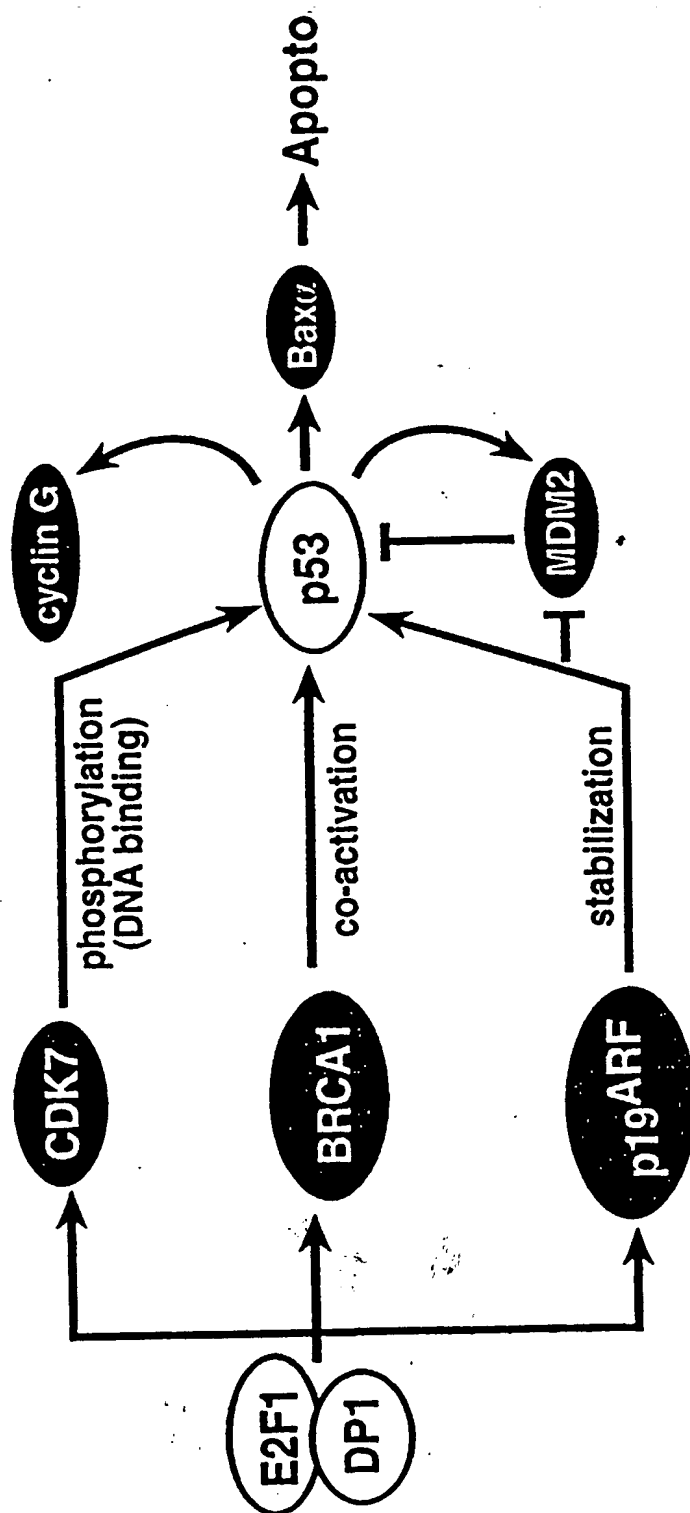 E2F1
DP1
CDK7
BRCA1
p19ARF
phosphorylation
(DNA binding)
co-activation
stabilization
cyclin G
p53
MDM2
Baxα
Apopto